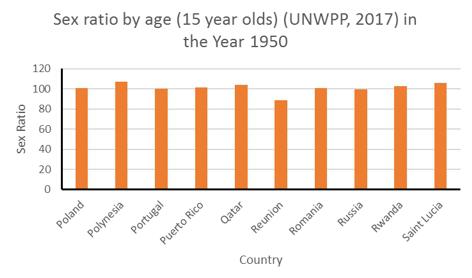 Sex ratio by age (15 year olds) (UNWPP, 2017) in
the Year 1950
120
100
80
60
40
20
0
Sex Ratio
Poland
Polynesia
Portugal
Puerto Rico
Qatar
Reunion
Romania
Russia
Rwanda
Saint Lucia
Country